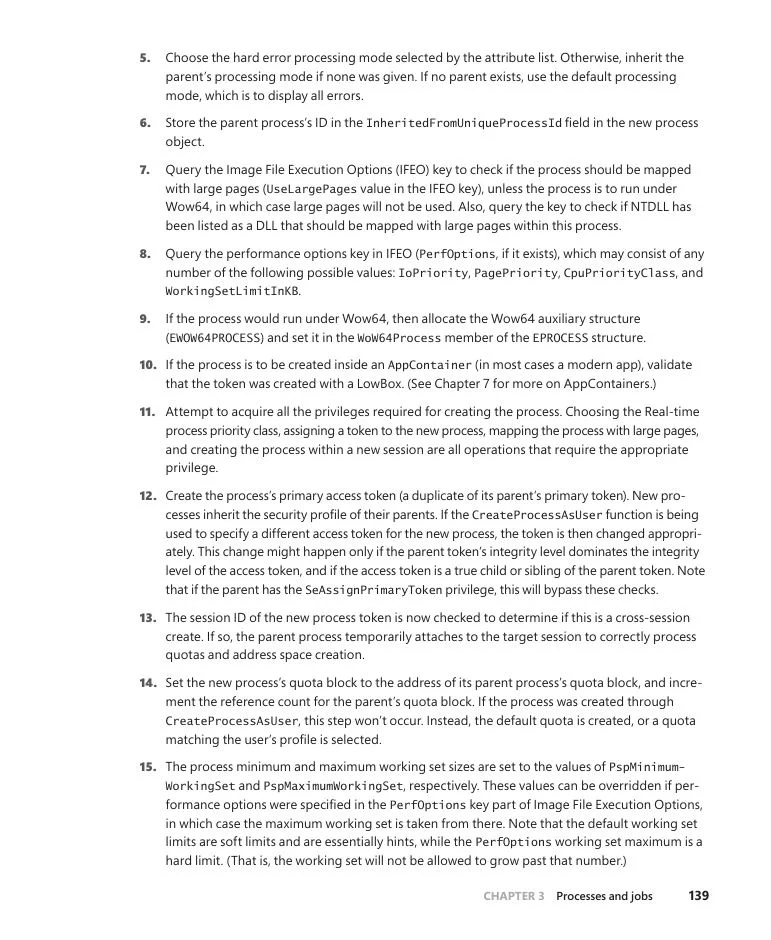 5. Choose the hard error processing mode selected by the attribute list. Otherwise, inherit the
parent's processing mode if none was given. If no parent exists, use the default processing
mode, which is to display all errors.
6. Store the parent process's ID in the InheritedFromUniqueProcessId field in the new process
object.
7. Query the Image File Execution Options (IFEO) key to check if the process should be mapped
with large pages (UseLargePages value in the IFEO key), unless the process is to run under
Wow64, in which case large pages will not be used. Also, query the key to check if NTDLL has
been listed as a DLL that should be mapped with large pages within this process.
8. Query the performance options key in IFEO (PerfOptions, if it exists), which may consist of any
number of the following possible values: IoPriority, PagePriority, CpuPriorityClass, and
WorkingSetLimitInKB.
9. If the process would run under Wow64, then allocate the Wow64 auxiliary structure
(EWOW64PROCESS) and set it in the WoW64Process member of the EPROCESS structure.
10. If the process is to be created inside an AppContainer (in most cases a modern app), validate
that the token was created with a LowBox. (See Chapter 7 for more on AppContainers.)
11. Attempt to acquire all the privileges required for creating the process. Choosing the Real-time
process priority class, assigning a token to the new process, mapping the process with large pages,
and creating the process within a new session are all operations that require the appropriate
privilege.
12. Create the process's primary access token (a duplicate of its parent's primary token). New pro-
cesses inherit the security profile of their parents. If the CreateProcessAsUser function is being
used to specify a different access token for the new process, the token is then changed appropri-
ately. This change might happen only if the parent token's integrity level dominates the integrity
level of the access token, and if the access token is a true child or sibling of the parent token. Note
that if the parent has the SeAssignPrimaryToken privilege, this will bypass these checks.
13. The session ID of the new process token is now checked to determine if this is a cross-session
create. If so, the parent process temporarily attaches to the target session to correctly process
quotas and address space creation.
14. Set the new process's quota block to the address of its parent process's quota block, and incre-
ment the reference count for the parent's quota block. If the process was created through
CreateProcessAsUser, this step won't occur. Instead, the default quota is created, or a quota
matching the user's profile is selected.
15. The process minimum and maximum working set sizes are set to the values of PspMinimum-
WorkingSet and PspMaximumWorkingSet, respectively. These values can be overridden if per-
formance options were specified in the PerfOptions key part of Image File Execution Options,
in which case the maximum working set is taken from there. Note that the default working set
limits are soft limits and are essentially hints, while the PerfOptions working set maximum is a
hard limit. (That is, the working set will not be allowed to grow past that number.)
CHAPTER 3 Processes and jobs 139